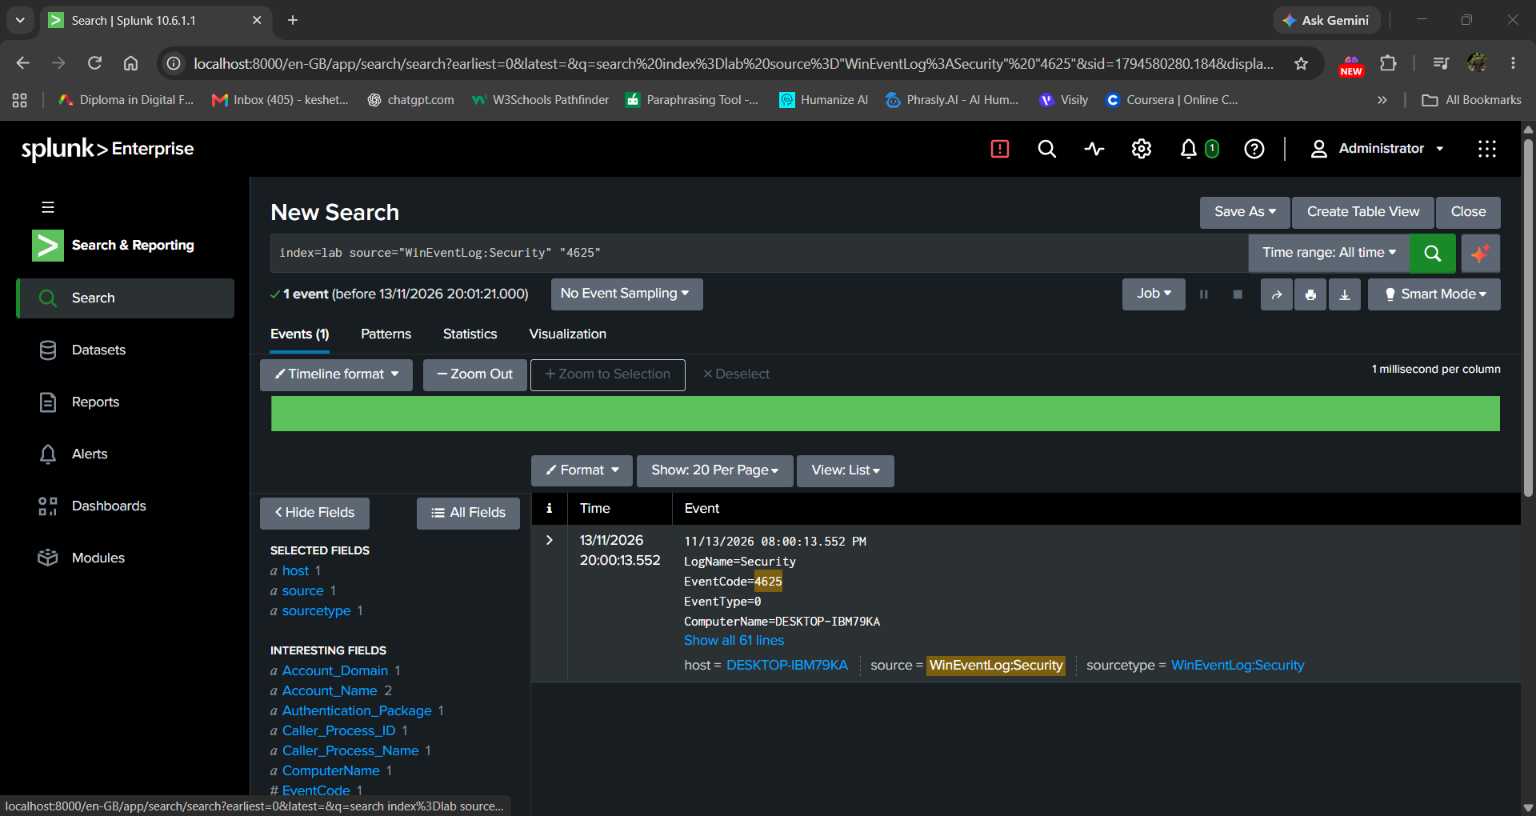 Search | Splunk 10.6.1.1
Ask Gemini
localhost:8000/en-GB/app/search/search?earliest=0&latest=&q=search%20index%3Dlab%20source%3D"WinEventLog%3ASecurity"%20"4625"&sid=1794580280.184&displa...
NEW
Diploma in Digital F...
Inbox (405) - keshet...
chatgpt.com
W3Schools Pathfinder
Paraphrasing Tool -...
Humanize AI
Phrasly.AI - AI Hum...
Visily
Coursera | Online C...
All Bookmarks
splunk> Enterprise
1
Administrator
Search & Reporting
Search
Datasets
Reports
Alerts
Dashboards
Modules
New Search
Save As
Create Table View
Close
index=lab source="WinEventLog:Security" "4625"
Time range: All time
1 event (before 13/11/2026 20:01:21.000)
No Event Sampling
Job
Smart Mode
Events (1)
Patterns
Statistics
Visualization
Timeline format
— Zoom Out
+ Zoom to Selection
× Deselect
1 millisecond per column
Format
Show: 20 Per Page
View: List
< Hide Fields
All Fields
SELECTED FIELDS
a host 1
a source 1
a sourcetype 1
INTERESTING FIELDS
a Account_Domain 1
a Account_Name 2
a Authentication_Package 1
a Caller_Process_ID 1
a Caller_Process_Name 1
a ComputerName 1
# EventCode 1
i
Time
Event
13/11/2026
20:00:13.552
11/13/2026 08:00:13.552 PM
LogName=Security
EventCode=4625
EventType=0
ComputerName=DESKTOP-IBM79KA
Show all 61 lines
host = DESKTOP-IBM79KA
source = WinEventLog:Security
sourcetype = WinEventLog:Security
localhost:8000/en-GB/app/search/search?earliest=0&latest=&q=search index%3Dlab source...